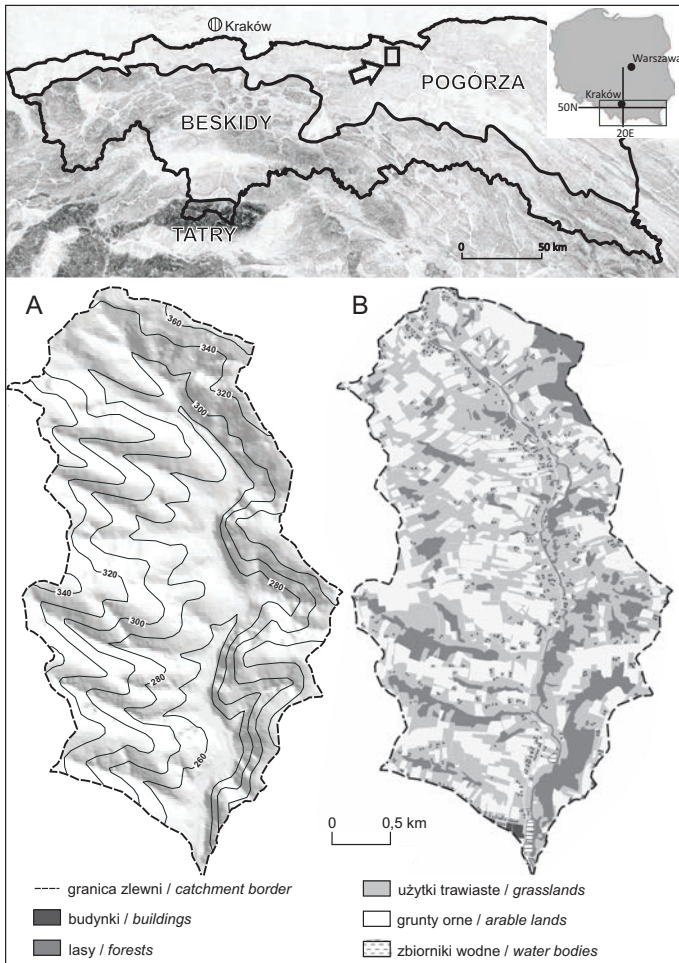 Kraków
POGÓRZA
BESKIDY
TATRY
0 50 km
Warszawa
Kraków
50N
20E
A
360
340
320
300
280
320
340
300
280
260
B
0 0,5 km
granica zlewni / catchment border
budynki / buildings
lasy / forests
użytki trawiaste / grasslands
grunty orne / arable lands
zbiorniki wodne / water bodies